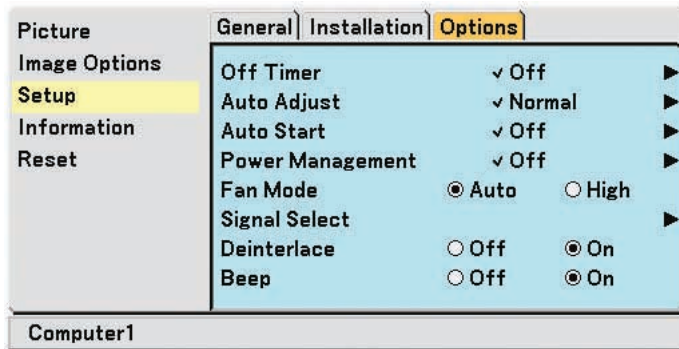 Picture
Image Options
Setup
Information
Reset
General Installation Options
Off Timer ✓ Off ▶
Auto Adjust ✓ Normal ▶
Auto Start ✓ Off ▶
Power Management ✓ Off ▶
Fan Mode ◉ Auto ○ High
Signal Select ▶
Deinterlace ○ Off ◉ On
Beep ○ Off ◉ On
Computer1